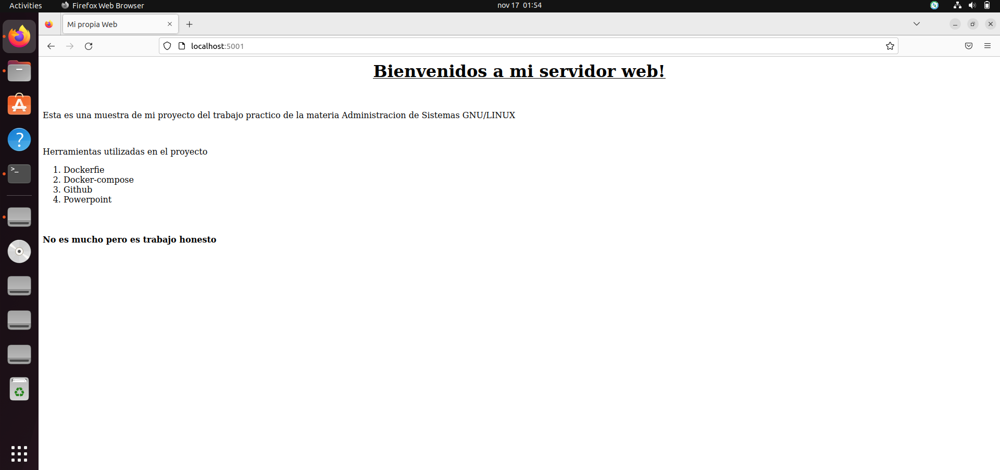 Activities
Firefox Web Browser
nov 17 01:54
Mi propia Web
localhost:5001
Bienvenidos a mi servidor web!
Esta es una muestra de mi proyecto del trabajo practico de la materia Administracion de Sistemas GNU/LINUX
Herramientas utilizadas en el proyecto
1. Dockerfie
2. Docker-compose
3. Github
4. Powerpoint
No es mucho pero es trabajo honesto